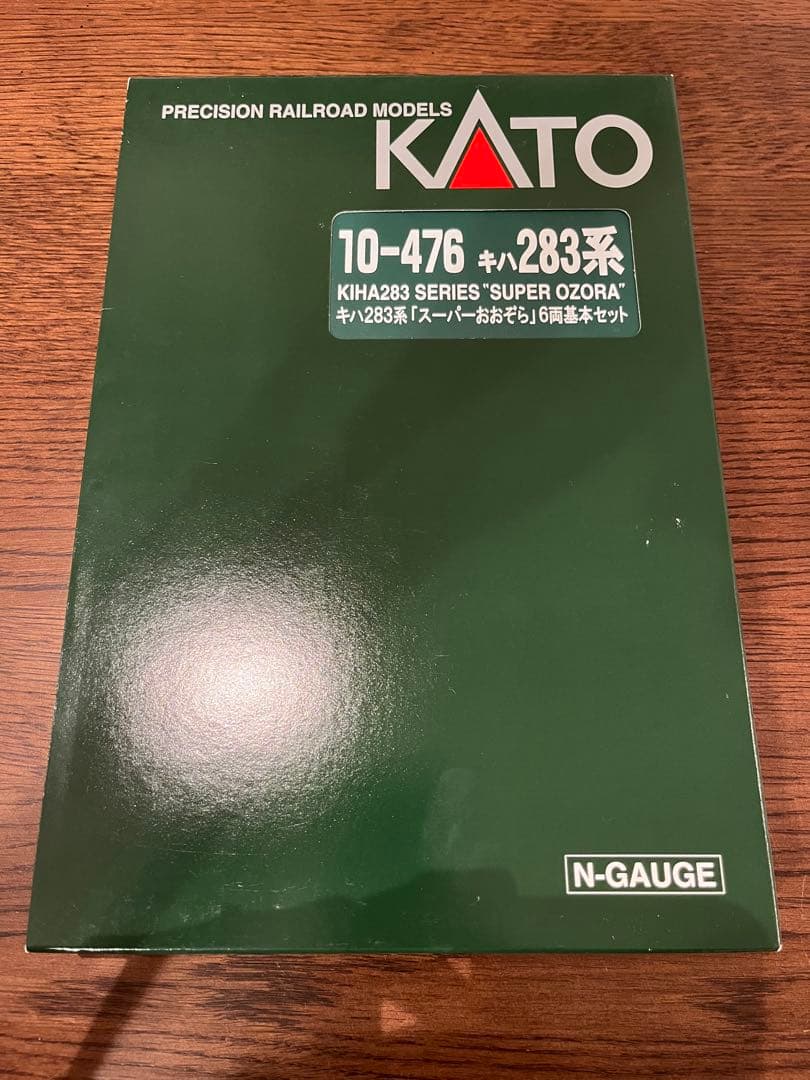 PRECISION RAILROAD MODELS
KATO
10-476 キハ283系
KIHA283 SERIES "SUPER OZORA"
キハ283系「スーパーおおぞら」6両基本セット
N-GAUGE